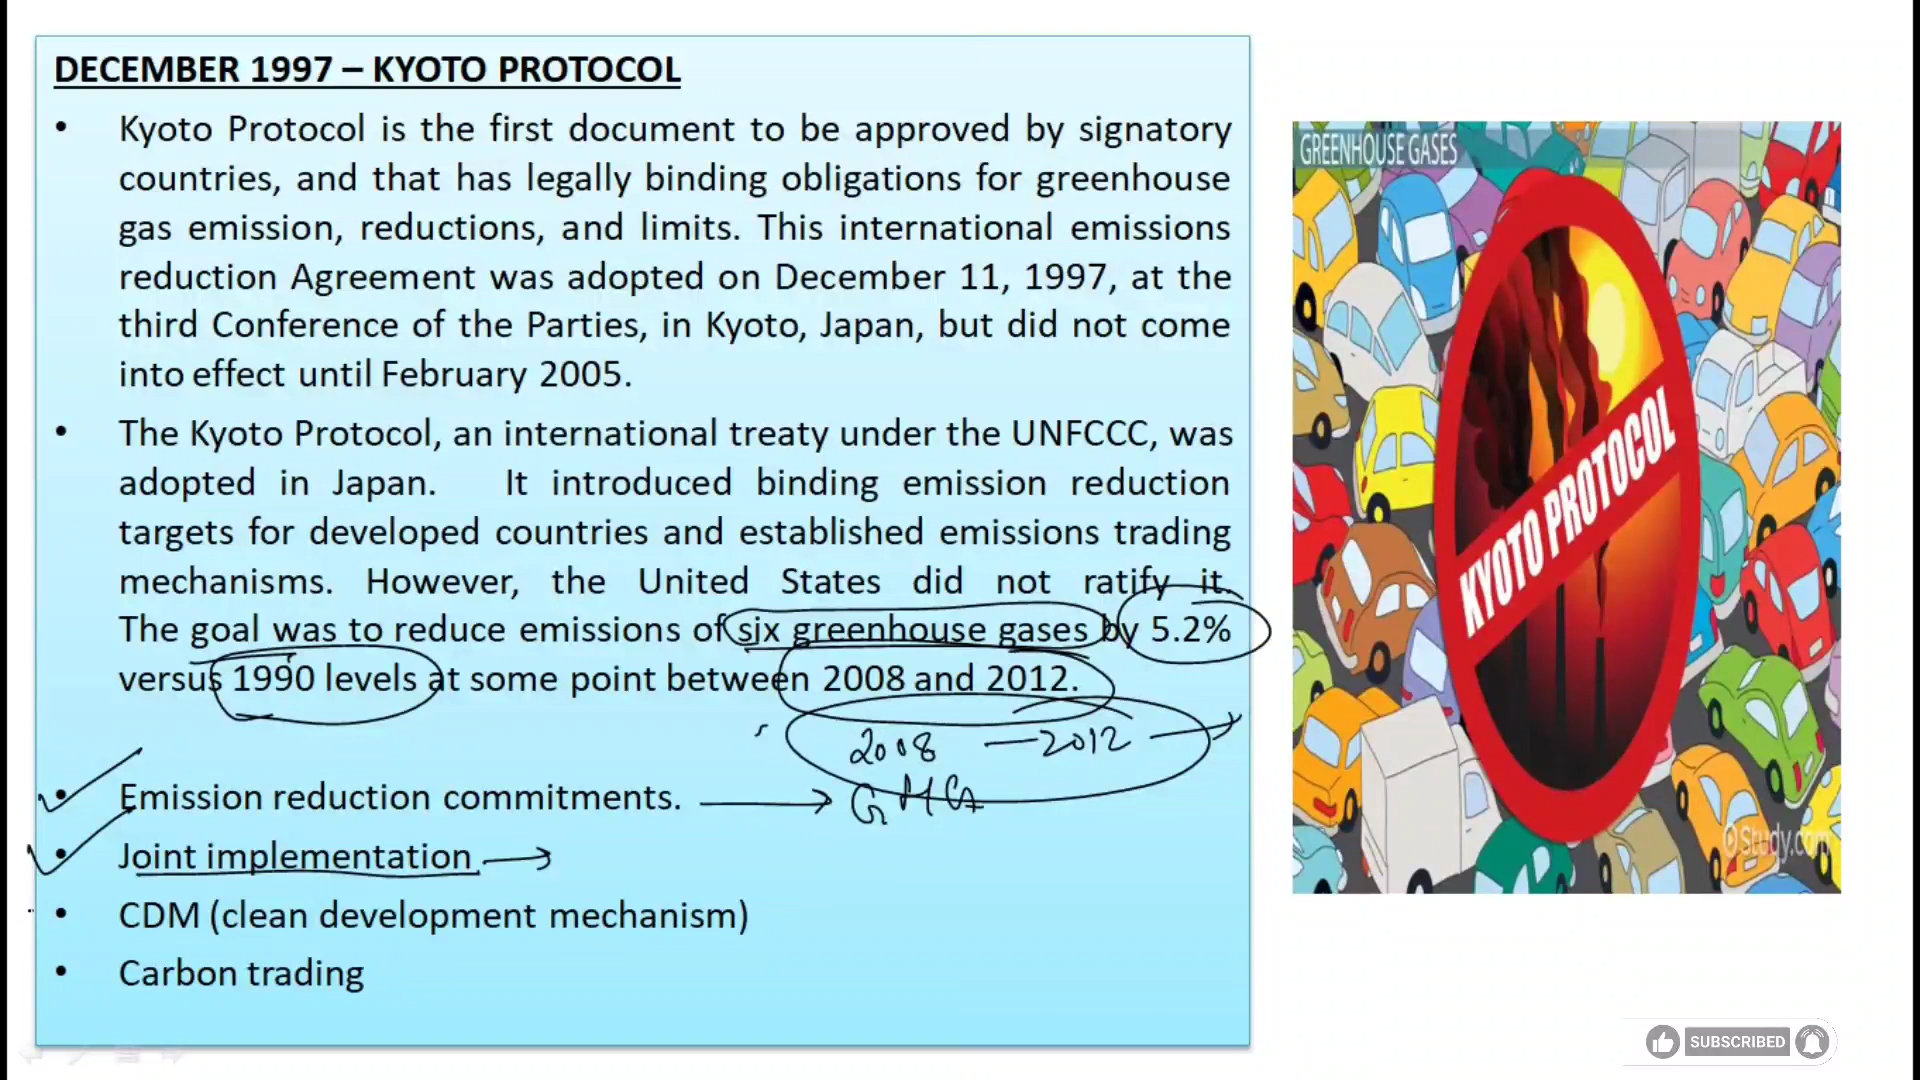 DECEMBER 1997 – KYOTO PROTOCOL
• Kyoto Protocol is the first document to be approved by signatory
countries, and that has legally binding obligations for greenhouse
gas emission, reductions, and limits. This international emissions
reduction Agreement was adopted on December 11, 1997, at the
third Conference of the Parties, in Kyoto, Japan, but did not come
into effect until February 2005.
• The Kyoto Protocol, an international treaty under the UNFCCC, was
adopted in Japan. It introduced binding emission reduction
targets for developed countries and established emissions trading
mechanisms. However, the United States did not ratify it.
The goal was to reduce emissions of six greenhouse gases by 5.2%
versus 1990 levels at some point between 2008 and 2012.
2008 — 2012 →
• Emission reduction commitments. → GHG
• Joint implementation →
• CDM (clean development mechanism)
• Carbon trading
GREENHOUSE GASES
KYOTO PROTOCOL
Study.com
SUBSCRIBED